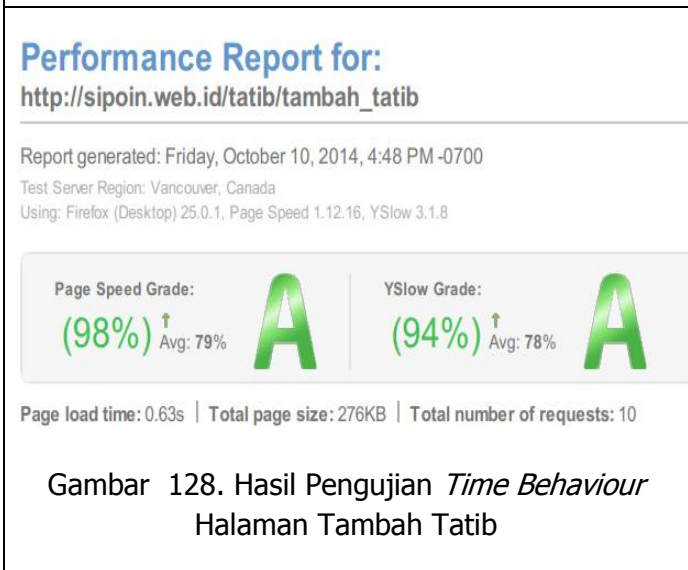 Performance Report for:
http://sipoin.web.id/tatib/tambah_tatib
Report generated: Friday, October 10, 2014, 4:48 PM -0700
Test Server Region: Vancouver, Canada
Using: Firefox (Desktop) 25.0.1, Page Speed 1.12.16, YSlow 3.1.8
Page Speed Grade:
(98%) Avg: 79% A
YSlow Grade:
(94%) Avg: 78% A
Page load time: 0.63s | Total page size: 276KB | Total number of requests: 10
Gambar 128. Hasil Pengujian Time Behaviour
Halaman Tambah Tatib